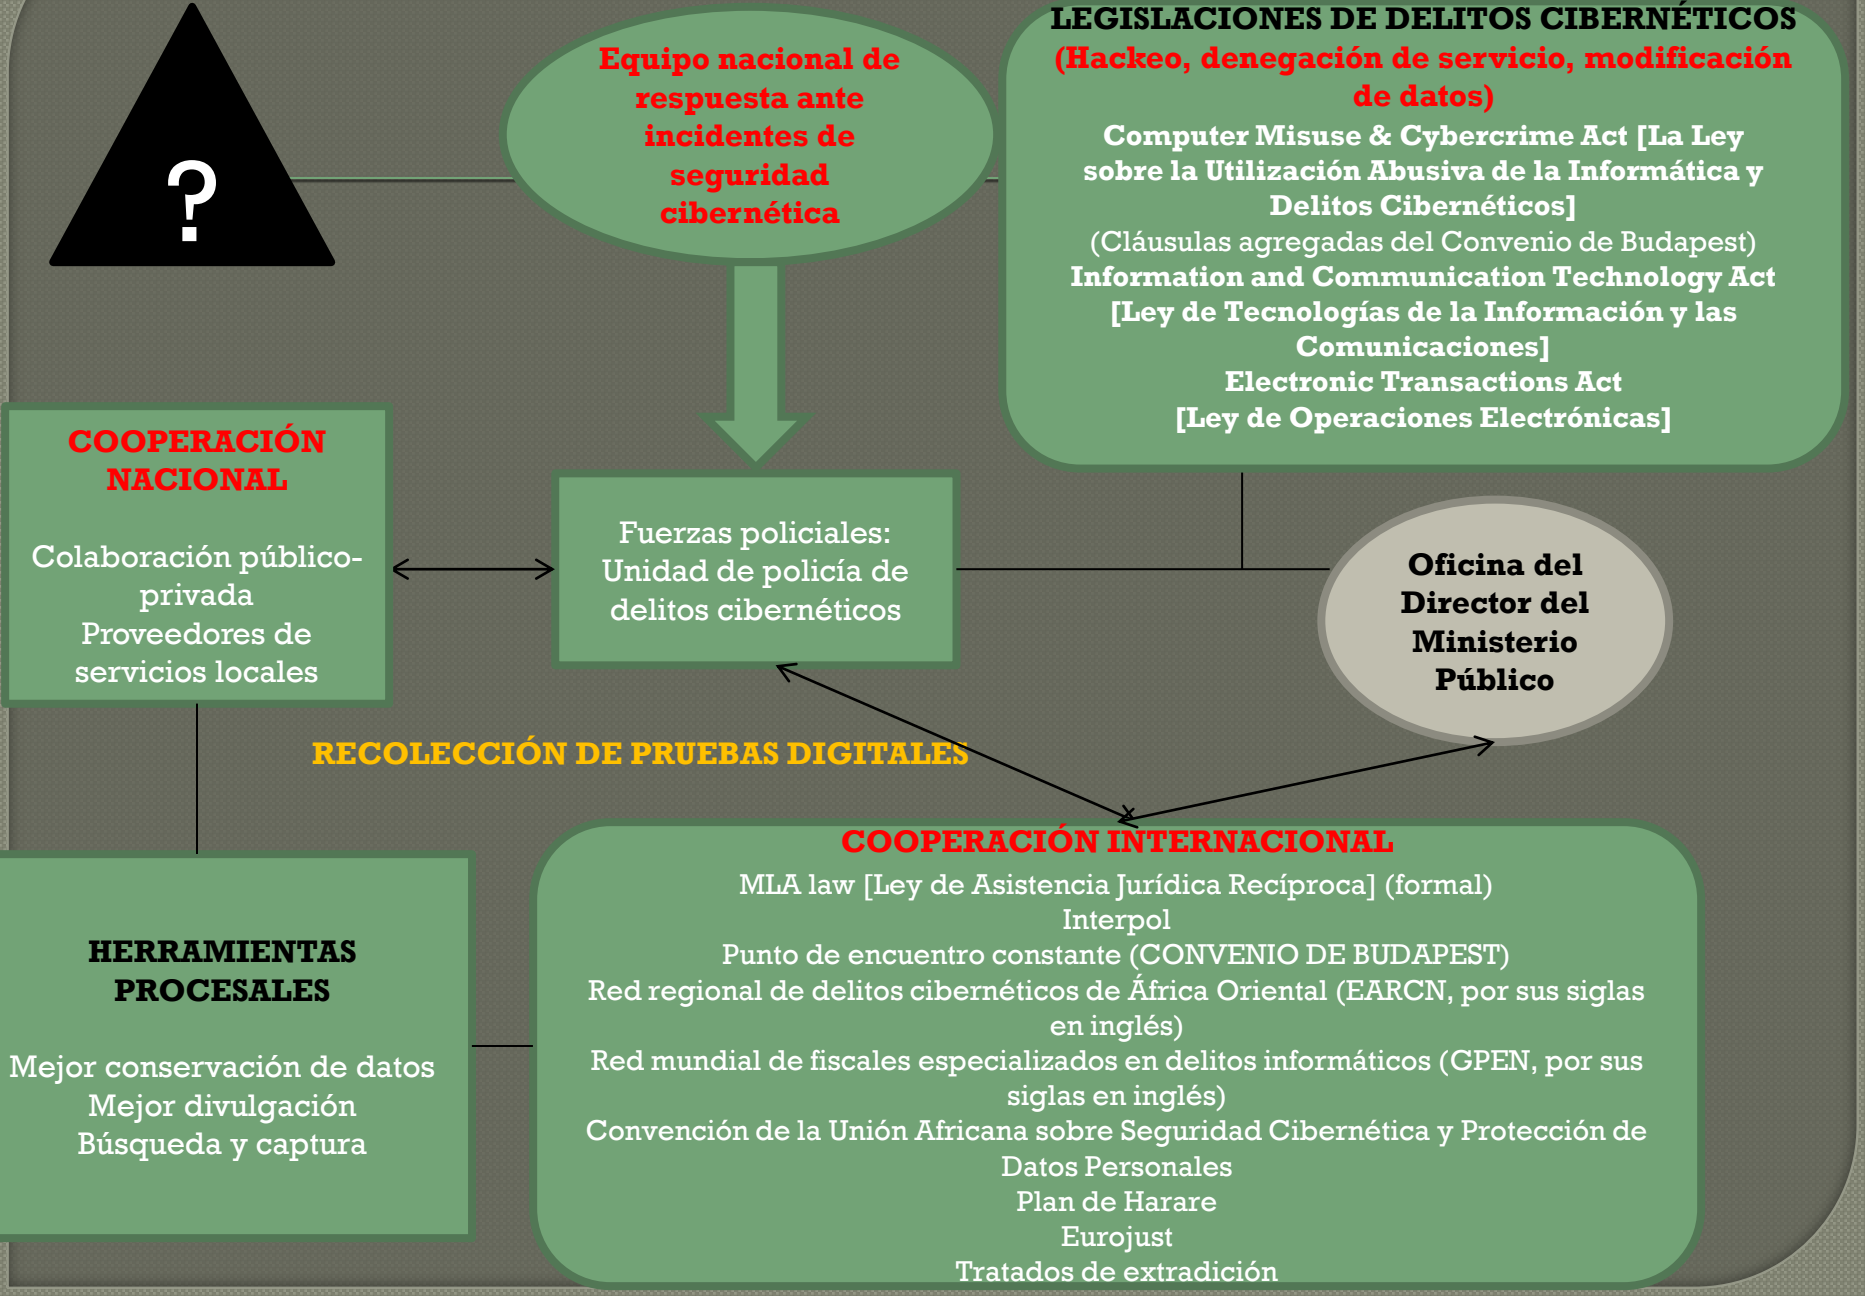 ?
Equipo nacional de
respuesta ante
incidentes de
seguridad
cibernética
LEGISLACIONES DE DELITOS CIBERNÉTICOS
(Hackeo, denegación de servicio, modificación
de datos)
Computer Misuse & Cybercrime Act [La Ley
sobre la Utilización Abusiva de la Informática y
Delitos Cibernéticos]
(Cláusulas agregadas del Convenio de Budapest)
Information and Communication Technology Act
[Ley de Tecnologías de la Información y las
Comunicaciones]
Electronic Transactions Act
[Ley de Operaciones Electrónicas]
COOPERACIÓN
NACIONAL
Colaboración público-
privada
Proveedores de
servicios locales
Fuerzas policiales:
Unidad de policía de
delitos cibernéticos
Oficina del
Director del
Ministerio
Público
RECOLECCIÓN DE PRUEBAS DIGITALES
HERRAMIENTAS
PROCESALES
Mejor conservación de datos
Mejor divulgación
Búsqueda y captura
COOPERACIÓN INTERNACIONAL
MLA law [Ley de Asistencia Jurídica Recíproca] (formal)
Interpol
Punto de encuentro constante (CONVENIO DE BUDAPEST)
Red regional de delitos cibernéticos de África Oriental (EARCN, por sus siglas
en inglés)
Red mundial de fiscales especializados en delitos informáticos (GPEN, por sus
siglas en inglés)
Convención de la Unión Africana sobre Seguridad Cibernética y Protección de
Datos Personales
Plan de Harare
Eurojust
Tratados de extradición